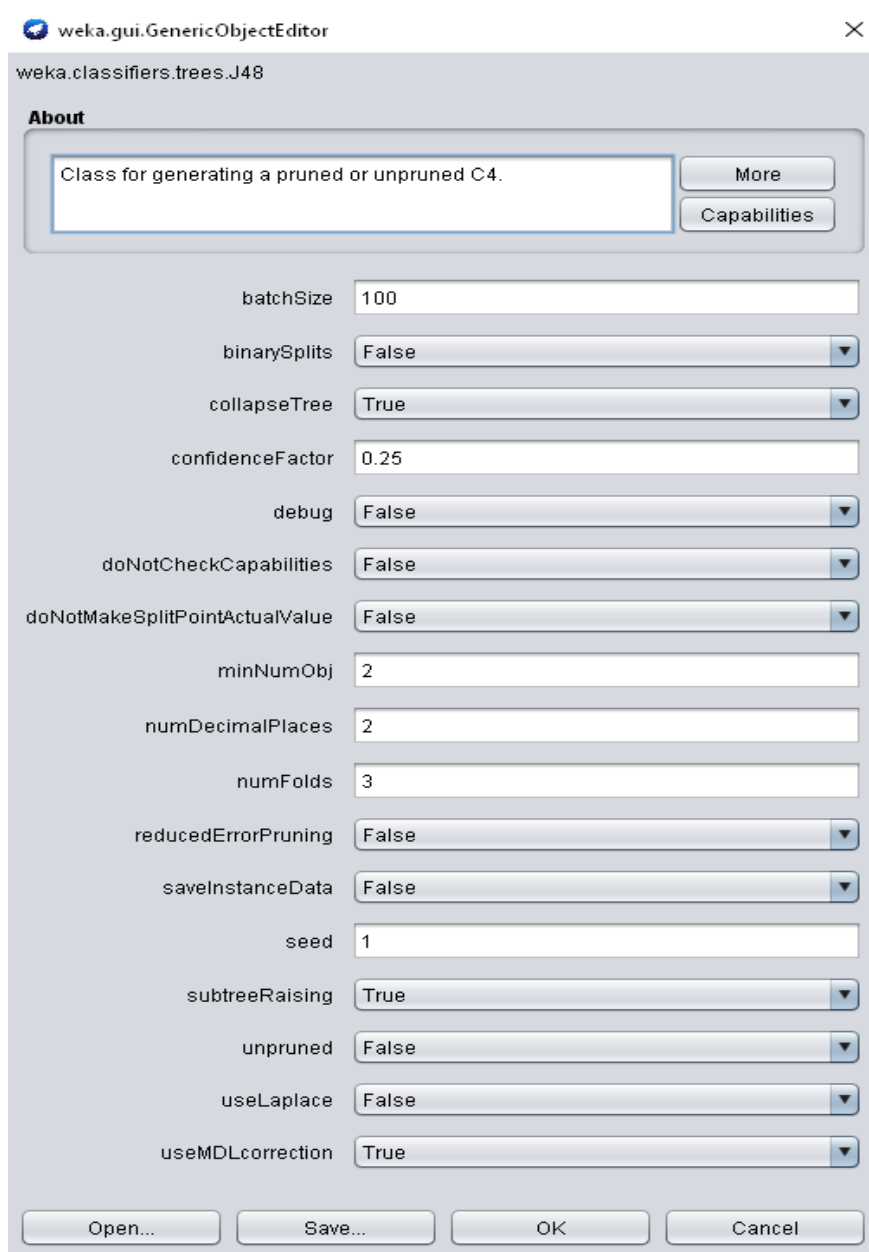 weka.gui.GenericObjectEditor
weka.classifiers.trees.J48
About
Class for generating a pruned or unpruned C4.
More
Capabilities
batchSize 100
binarySplits False
collapseTree True
confidenceFactor 0.25
debug False
doNotCheckCapabilities False
doNotMakeSplitPointActualValue False
minNumObj 2
numDecimalPlaces 2
numFolds 3
reducedErrorPruning False
saveInstanceData False
seed 1
subtreeRaising True
unpruned False
useLaplace False
useMDLcorrection True
Open... Save... OK Cancel